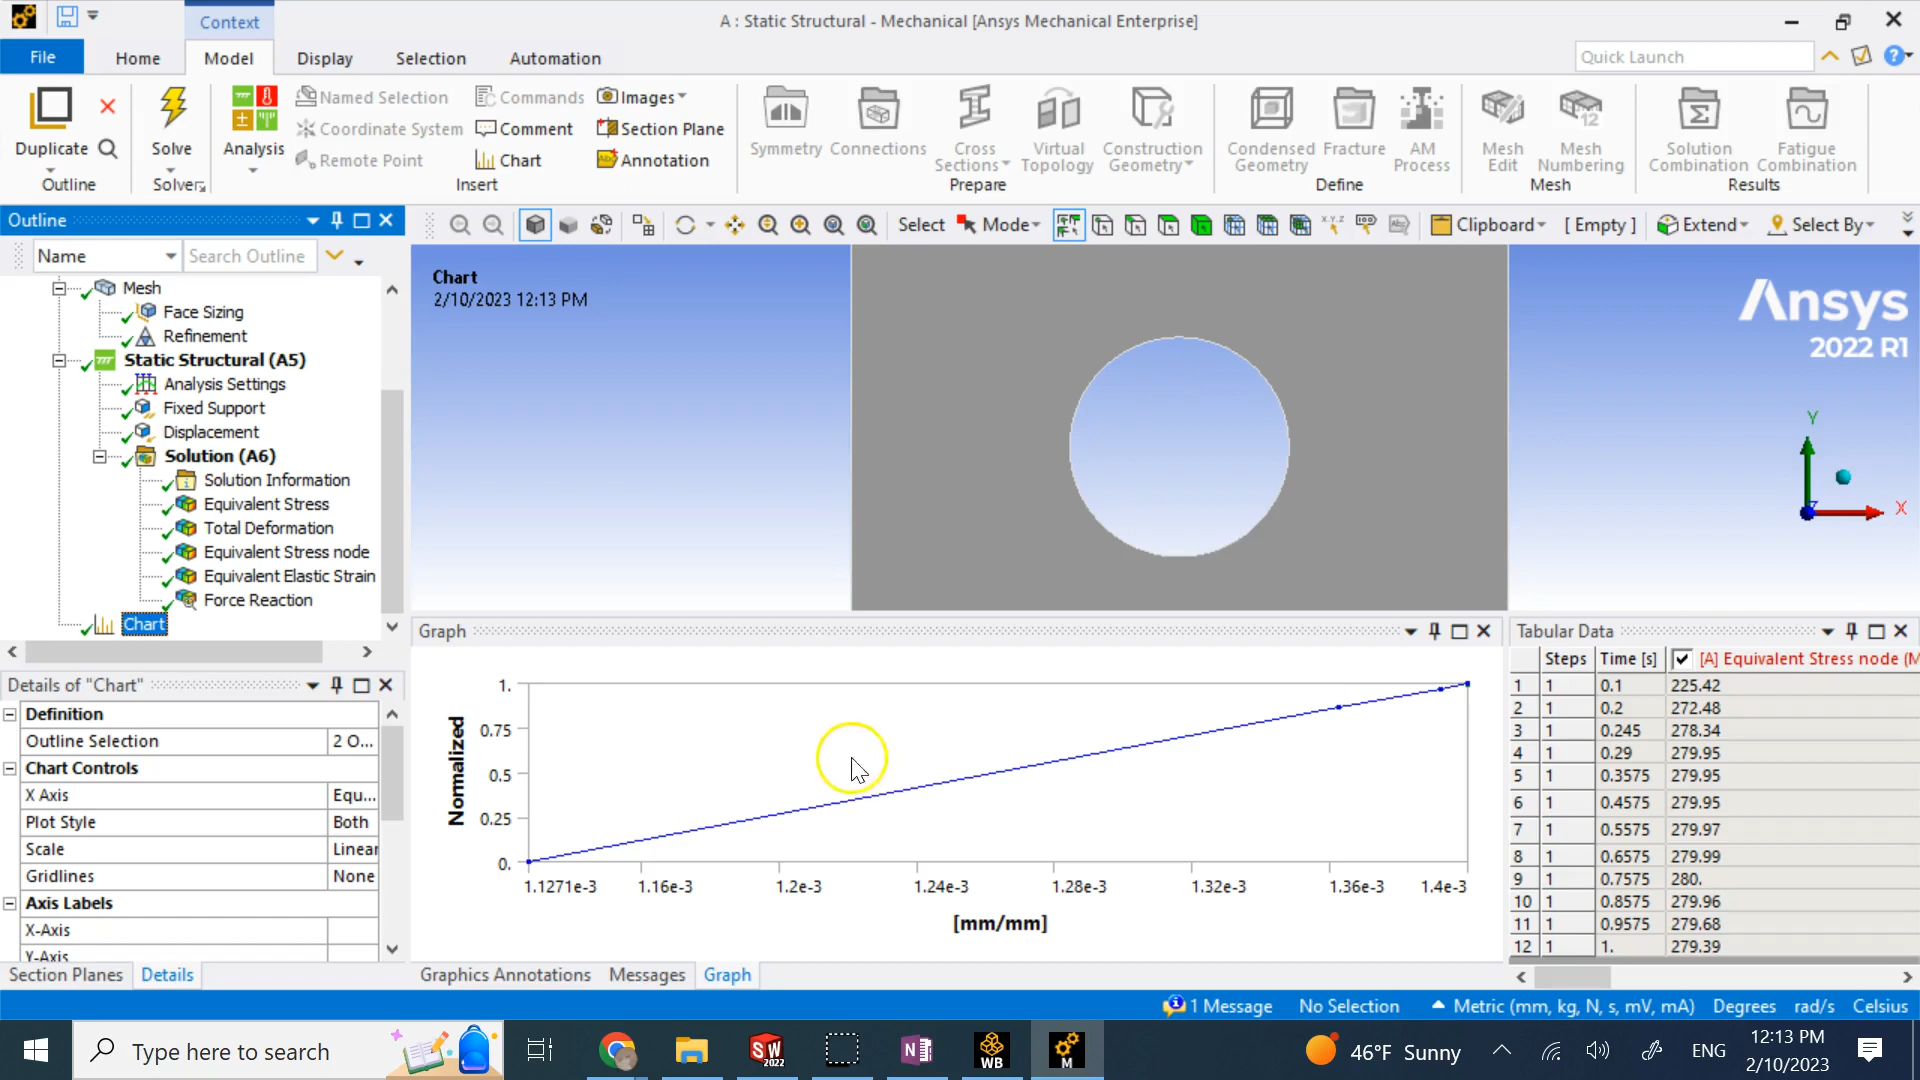 Context
A : Static Structural - Mechanical [Ansys Mechanical Enterprise]
File
Home
Model
Display
Selection
Automation
Quick Launch
Duplicate
Outline
Solve
Solver
Analysis
Named Selection
Coordinate System
Remote Point
Commands
Comment
Chart
Images
Section Plane
Annotation
Insert
Symmetry
Connections
Cross
Sections
Virtual
Topology
Construction
Geometry
Prepare
Condensed
Geometry
Fracture
AM
Process
Define
Mesh
Edit
Mesh
Numbering
Mesh
Solution
Combination
Fatigue
Combination
Results
Outline
Name
Search Outline
Select
Mode
Clipboard
[ Empty ]
Extend
Select By
Mesh
Face Sizing
Refinement
Static Structural (A5)
Analysis Settings
Fixed Support
Displacement
Solution (A6)
Solution Information
Equivalent Stress
Total Deformation
Equivalent Stress node
Equivalent Elastic Strain
Force Reaction
Chart
Chart
2/10/2023 12:13 PM
Ansys
2022 R1
Y
X
Details of "Chart"
Definition
Outline Selection 2 O...
Chart Controls
X Axis Equ...
Plot Style Both
Scale Linear
Gridlines None
Axis Labels
X-Axis
Y-Axis
Section Planes
Details
Graph
Normalized
1.
0.75
0.5
0.25
0.
1.1271e-3 1.16e-3 1.2e-3 1.24e-3 1.28e-3 1.32e-3 1.36e-3 1.4e-3
[mm/mm]
Graphics Annotations
Messages
Graph
Tabular Data
Steps Time [s] [A] Equivalent Stress node (M
1 1 0.1 225.42
2 1 0.2 272.48
3 1 0.245 278.34
4 1 0.29 279.95
5 1 0.3575 279.95
6 1 0.4575 279.95
7 1 0.5575 279.97
8 1 0.6575 279.99
9 1 0.7575 280.
10 1 0.8575 279.96
11 1 0.9575 279.68
12 1 1. 279.39
1 Message
No Selection
Metric (mm, kg, N, s, mV, mA)
Degrees
rad/s
Celsius
Type here to search
SW
2022
N
WB
M
46°F Sunny
ENG
12:13 PM
2/10/2023